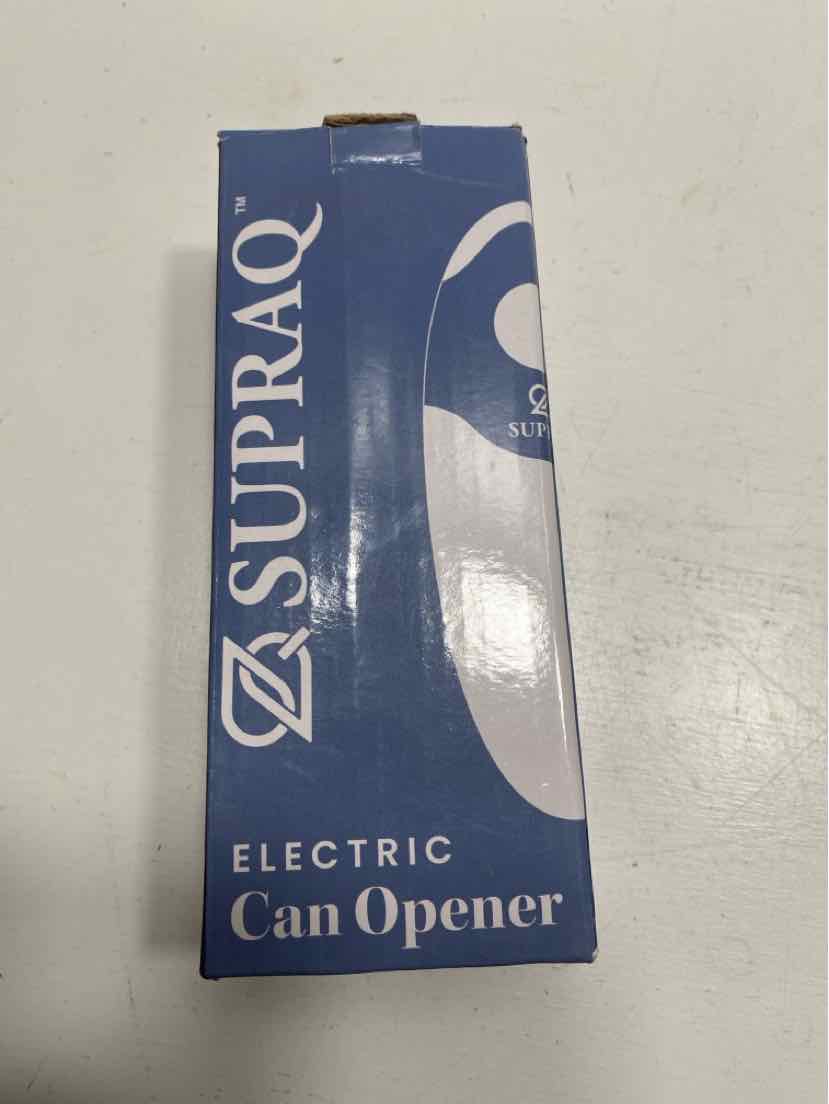 SUPRAQ™
SUP
ELECTRIC
Can Opener